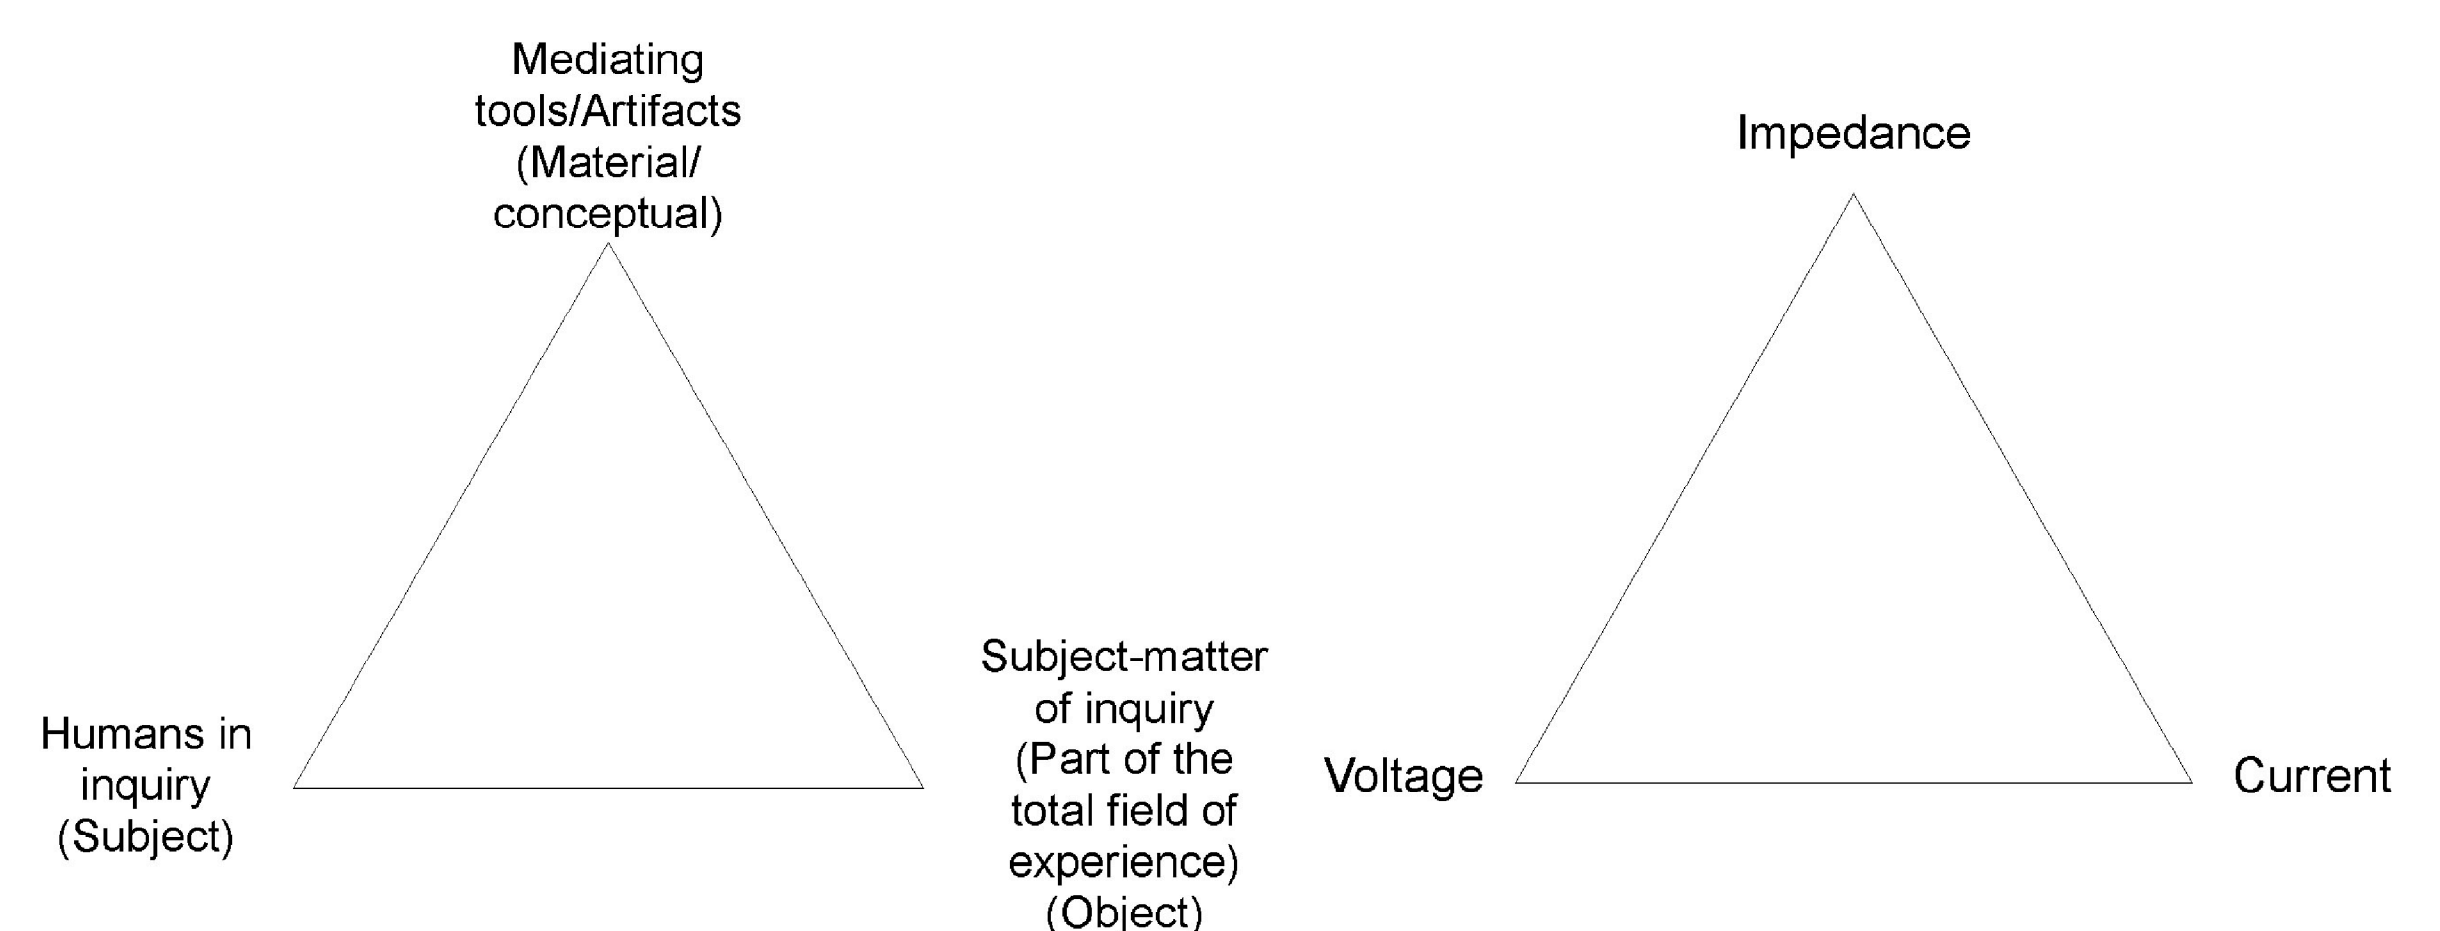 Mediating
tools/Artifacts
(Material/
conceptual)
Humans in
inquiry
(Subject)
Subject-matter
of inquiry
(Part of the
total field of
experience)
(Object)
Impedance
Voltage
Current